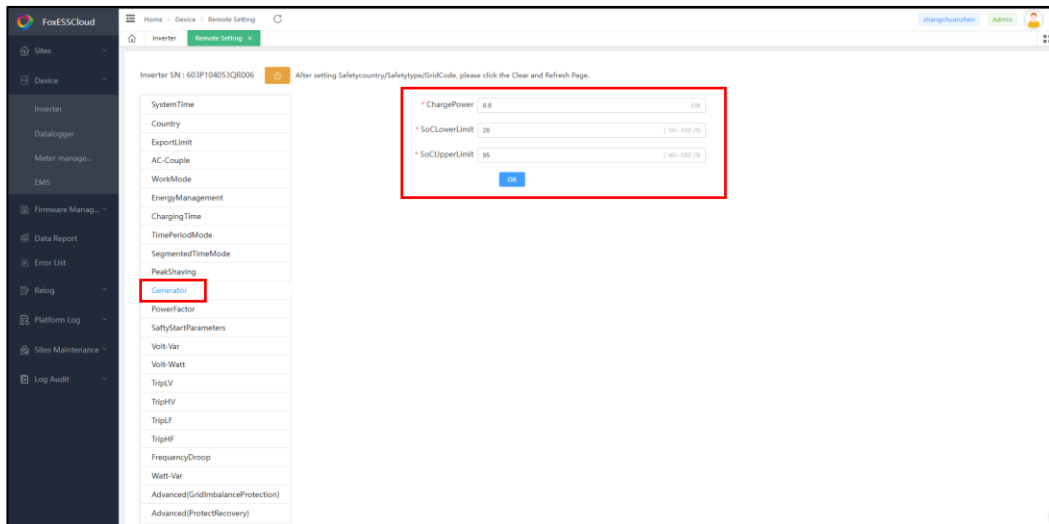 FoxESSCloud
Home / Device / Remote Setting
zhangchuanzhen
Admin
Inverter
Remote Setting ×
Sites
Device
Inverter
Datalogger
Meter manage...
EMS
Firmware Manag...
Data Report
Error List
Relog
Platform Log
Sites Maintenance
Log Audit
Inverter SN : 603P104053QR006
After setting Safetycountry/Safetytype/GridCode, please click the Clear and Refresh Page.
SystemTime
Country
ExportLimit
AC-Couple
WorkMode
EnergyManagement
ChargingTime
TimePeriodMode
SegmentedTimeMode
PeakShaving
Generator
PowerFactor
SaftyStartParameters
Volt-Var
Volt-Watt
TripLV
TripHV
TripLF
TripHF
FrequencyDroop
Watt-Var
Advanced(GridImbalanceProtection)
Advanced(ProtectRecovery)
* ChargePower 0.0 kW
* SoCLowerLimit 20 ( 10~100 )%
* SoCUpperLimit 95 ( 40~100 )%
OK